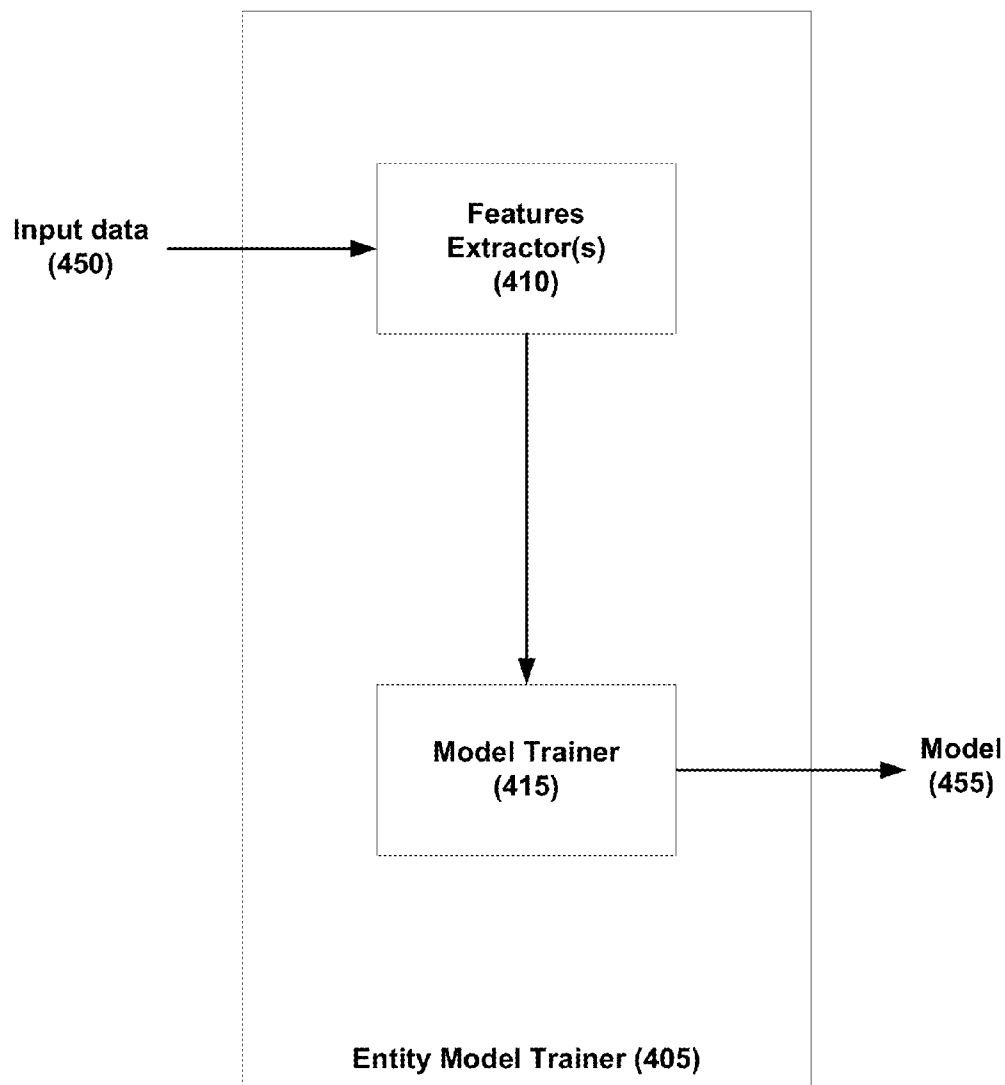 Features
Extractor(s)
(410)
Input data
(450)
Model Trainer
(415)
Model
(455)
Entity Model Trainer (405)